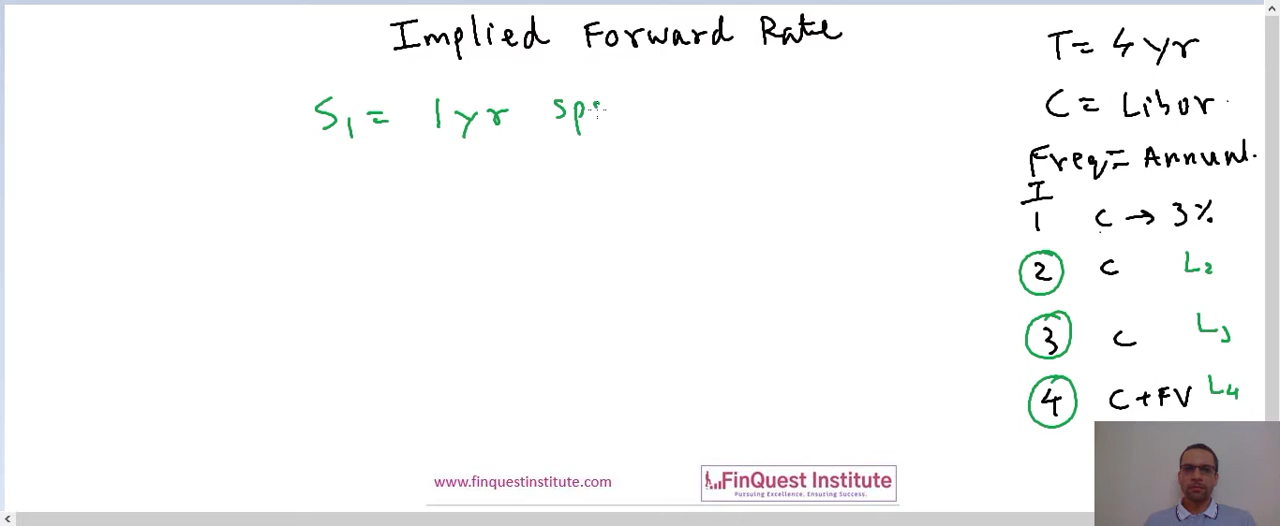 Implied Forward Rate
S1 = 1 yr
T = 4 yr
C = Libor
Freq = Annual.
I
1 C → 3%
2 C L2
3 C L3
4 C + FV L4
www.finquestinstitute.com
FinQuest Institute
Pursuing Excellence. Ensuring Success.